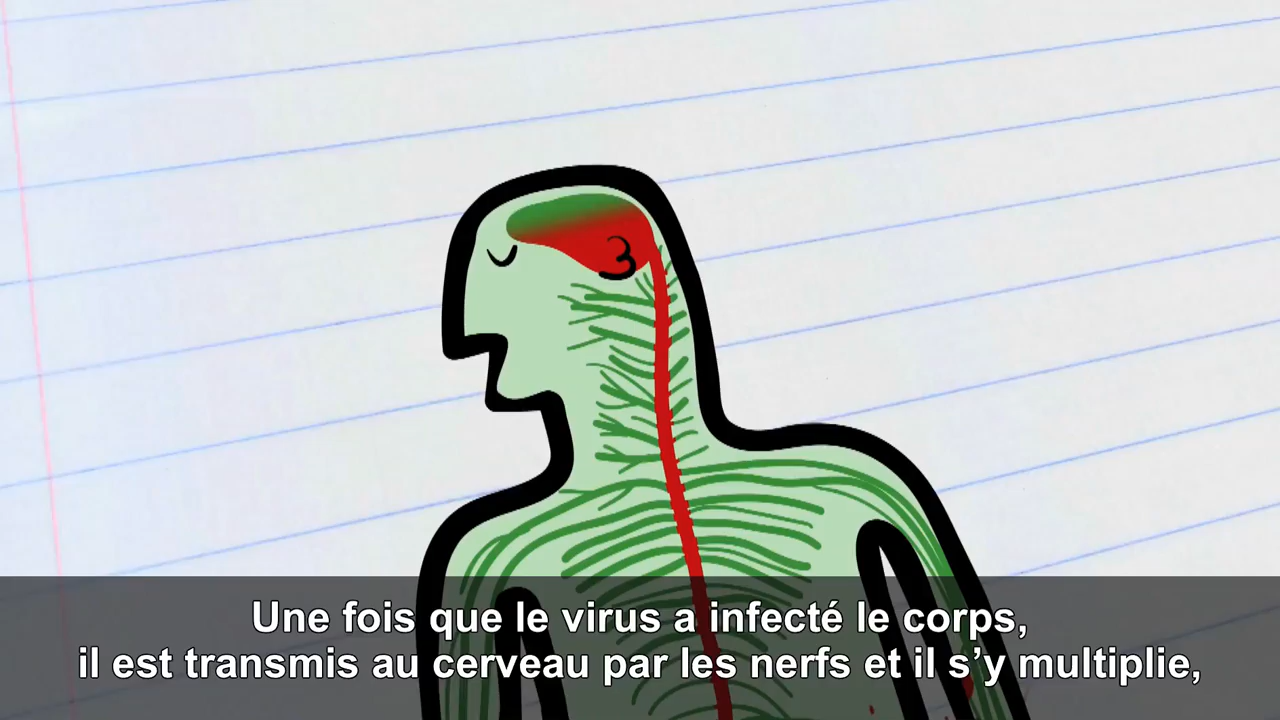 Une fois que le virus a infecté le corps,
il est transmis au cerveau par les nerfs et il s’y multiplie,